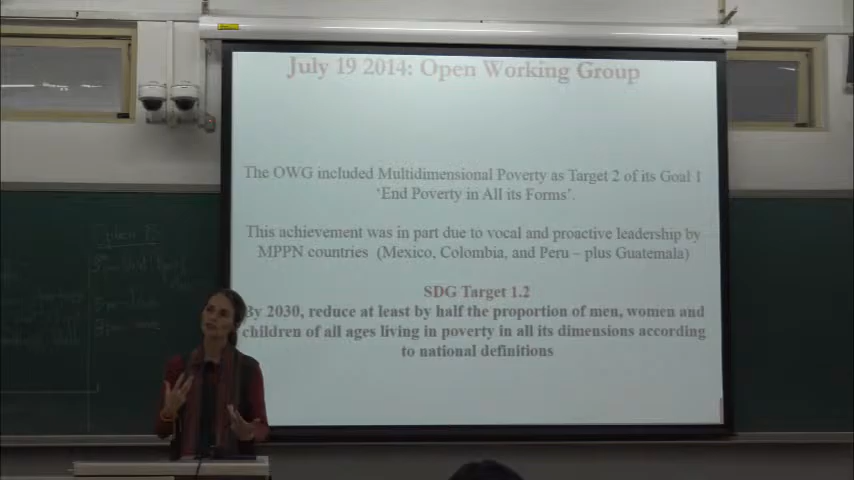 July 19 2014: Open Working Group
The OWG included Multidimensional Poverty as Target 2 of its Goal 1
‘End Poverty in All its Forms’.
This achievement was in part due to vocal and proactive leadership by
MPPN countries (Mexico, Colombia, and Peru – plus Guatemala)
SDG Target 1.2
By 2030, reduce at least by half the proportion of men, women and
children of all ages living in poverty in all its dimensions according
to national definitions